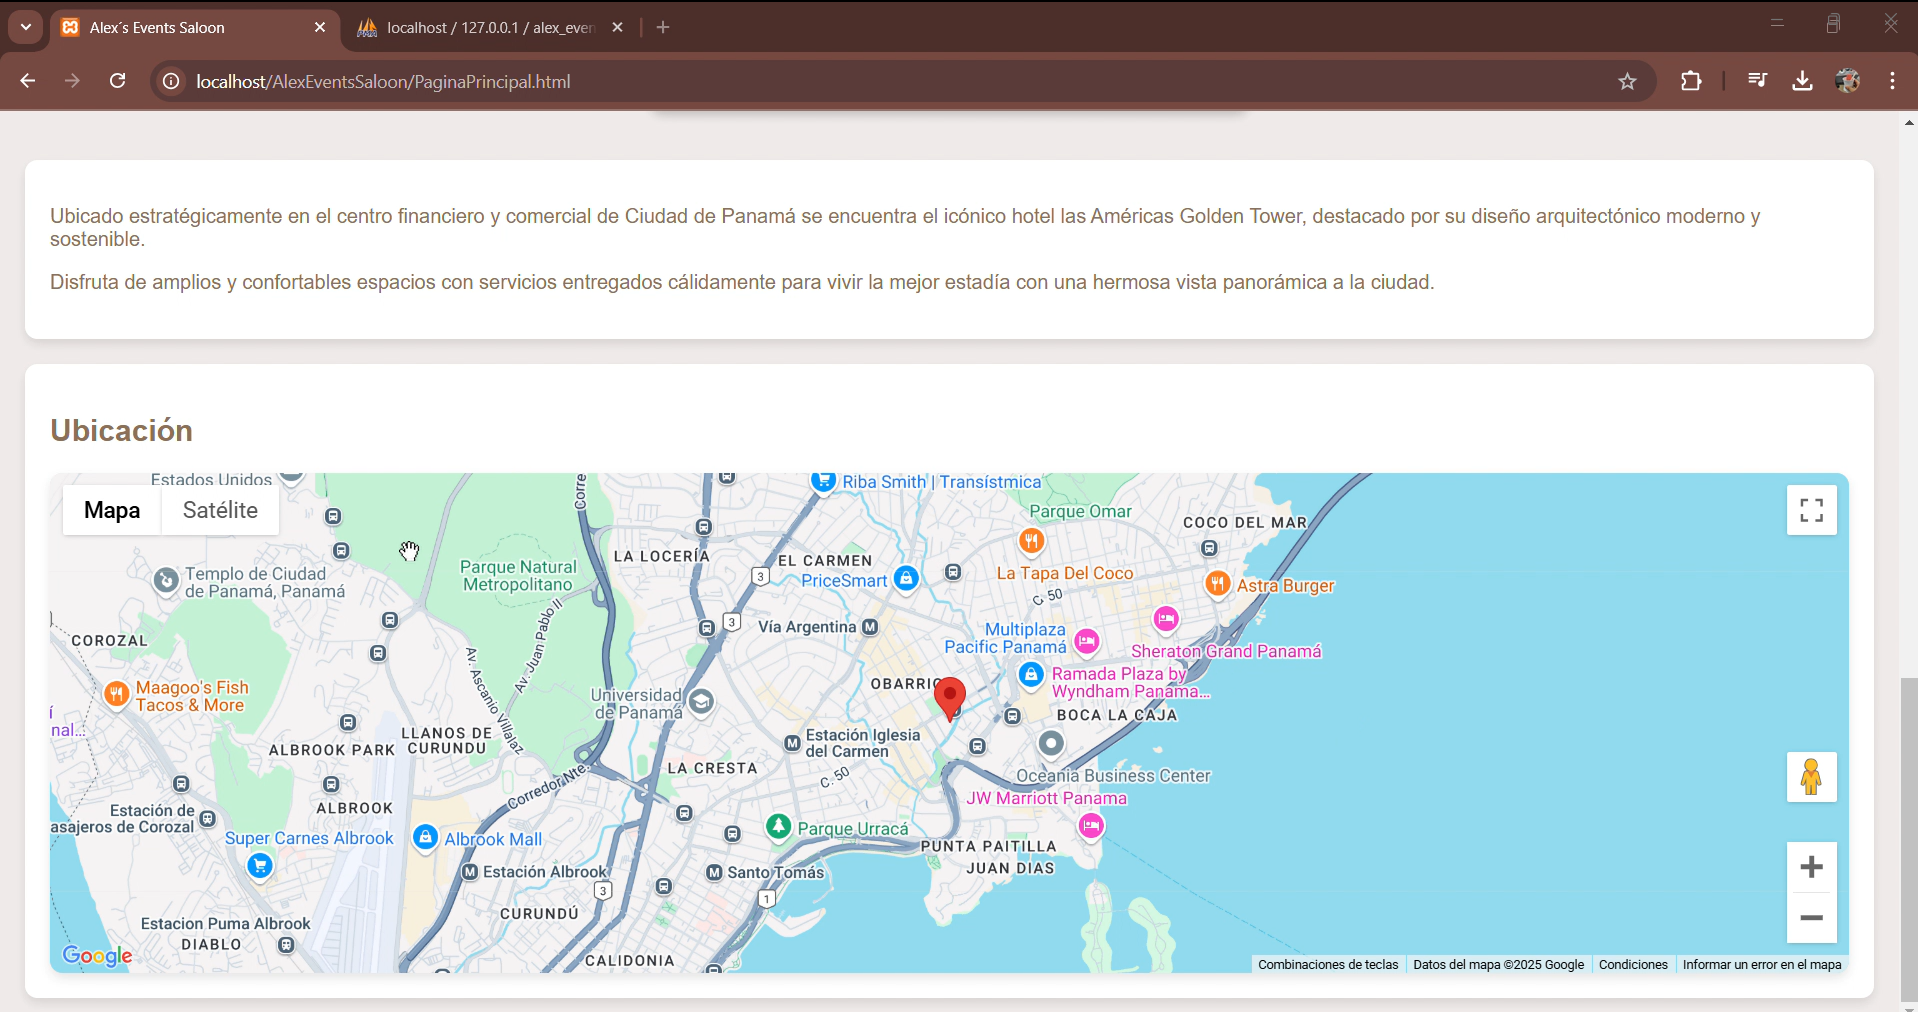 Alex´s Events Saloon
localhost / 127.0.0.1 / alex_even
localhost/AlexEventsSaloon/PaginaPrincipal.html
Ubicado estratégicamente en el centro financiero y comercial de Ciudad de Panamá se encuentra el icónico hotel las Américas Golden Tower, destacado por su diseño arquitectónico moderno y
sostenible.
Disfruta de amplios y confortables espacios con servicios entregados cálidamente para vivir la mejor estadía con una hermosa vista panorámica a la ciudad.
Ubicación
Estados Unidos
Mapa
Satélite
Corre
Riba Smith | Transístmica
Parque Omar
COCO DEL MAR
LA LOCERÍA
EL CARMEN
Parque Natural
Metropolitano
3
PriceSmart
La Tapa Del Coco
Astra Burger
Templo de Ciudad
de Panamá, Panamá
C. 50
Av. Juan Pablo II
3
Vía Argentina
M
COROZAL
Multiplaza
Pacific Panamá
Sheraton Grand Panamá
Av. Ascanio Villalaz
Maagoo's Fish
Tacos & More
Universidad
de Panamá
OBARRIO
Ramada Plaza by
Wyndham Panama...
BOCA LA CAJA
í
nal...
LLANOS DE
CURUNDU
ALBROOK PARK
M
Estación Iglesia
del Carmen
LA CRESTA
C. 50
Corredor Nte.
Oceania Business Center
JW Marriott Panama
ALBROOK
Estación de
asajeros de Corozal
Super Carnes Albrook
Albrook Mall
Parque Urracá
PUNTA PAITILLA
JUAN DIAS
M
Estación Albrook
M
Santo Tomás
3
1
CURUNDÚ
Estacion Puma Albrook
DIABLO
CALIDONIA
Google
Combinaciones de teclas
Datos del mapa ©2025 Google
Condiciones
Informar un error en el mapa